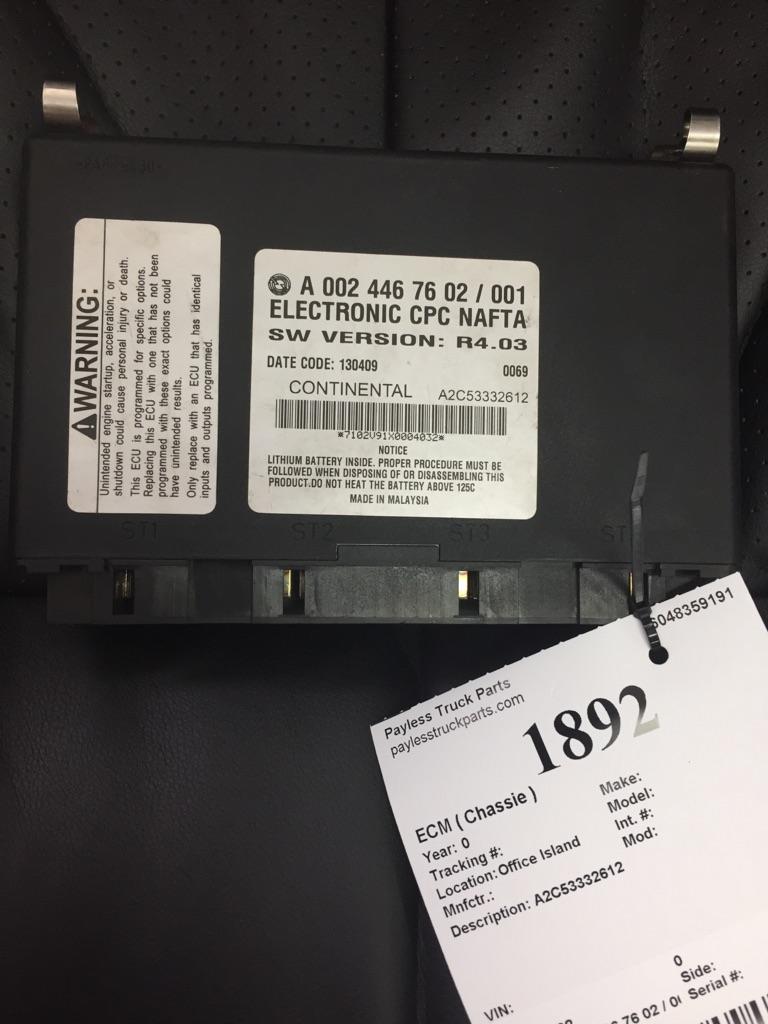 WARNING:
Unintended engine startup, acceleration, or
shutdown could cause personal injury or death.
This ECU is programmed for specific options.
Replacing this ECU with one that has not been
programmed with these exact options could
have unintended results.
Only replace with an ECU that has identical
inputs and outputs programmed.
A 002 446 76 02 / 001
ELECTRONIC CPC NAFTA
SW VERSION: R4.03
DATE CODE: 130409 0069
CONTINENTAL A2C53332612
*7102V91X0004032*
NOTICE
LITHIUM BATTERY INSIDE. PROPER PROCEDURE MUST BE
FOLLOWED WHEN DISPOSING OF OR DISASSEMBLING THIS
PRODUCT.DO NOT HEAT THE BATTERY ABOVE 125C
MADE IN MALAYSIA
ST1 ST2 ST3 ST
6048359191
Payless Truck Parts
paylesstruckparts.com
1892
ECM ( Chassie ) Make:
Year: 0 Model:
Tracking #: Int. #:
Location: Office Island Mod:
Mnfctr.:
Description: A2C53332612
0
VIN: Side:
76 02 / 0 Serial #: